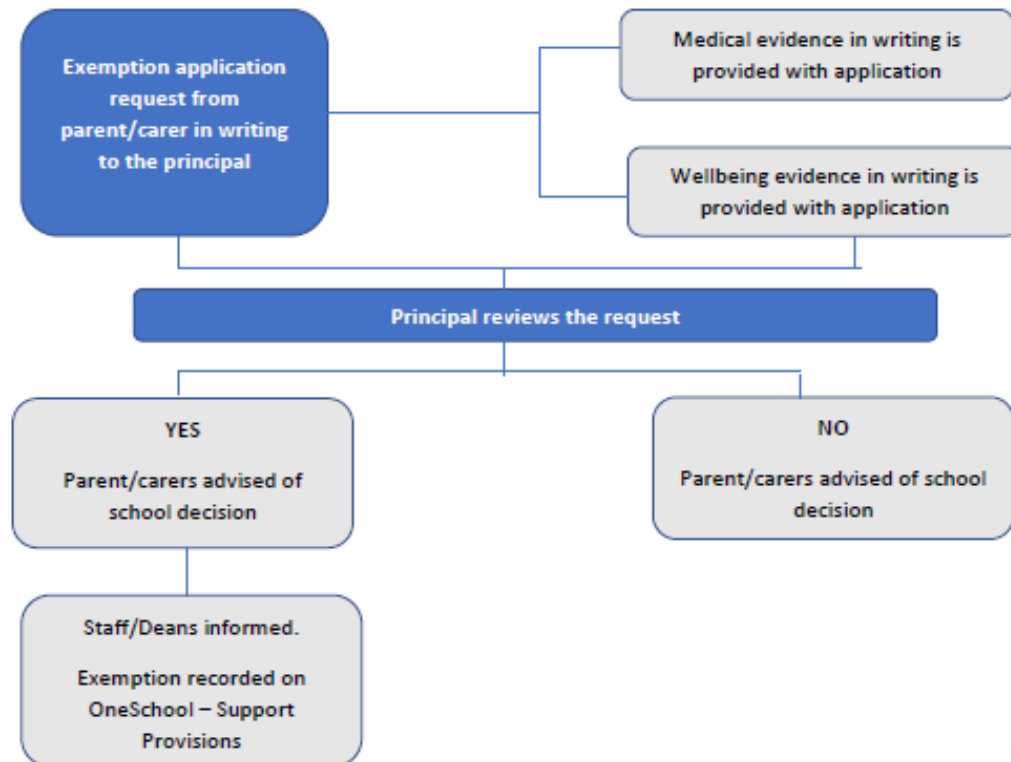 Exemption application
request from
parent/carer in writing
to the principal
Medical evidence in writing is
provided with application
Wellbeing evidence in writing is
provided with application
Principal reviews the request
YES
Parent/carers advised of
school decision
NO
Parent/carers advised of school
decision
Staff/Deans informed.
Exemption recorded on
OneSchool – Support
Provisions